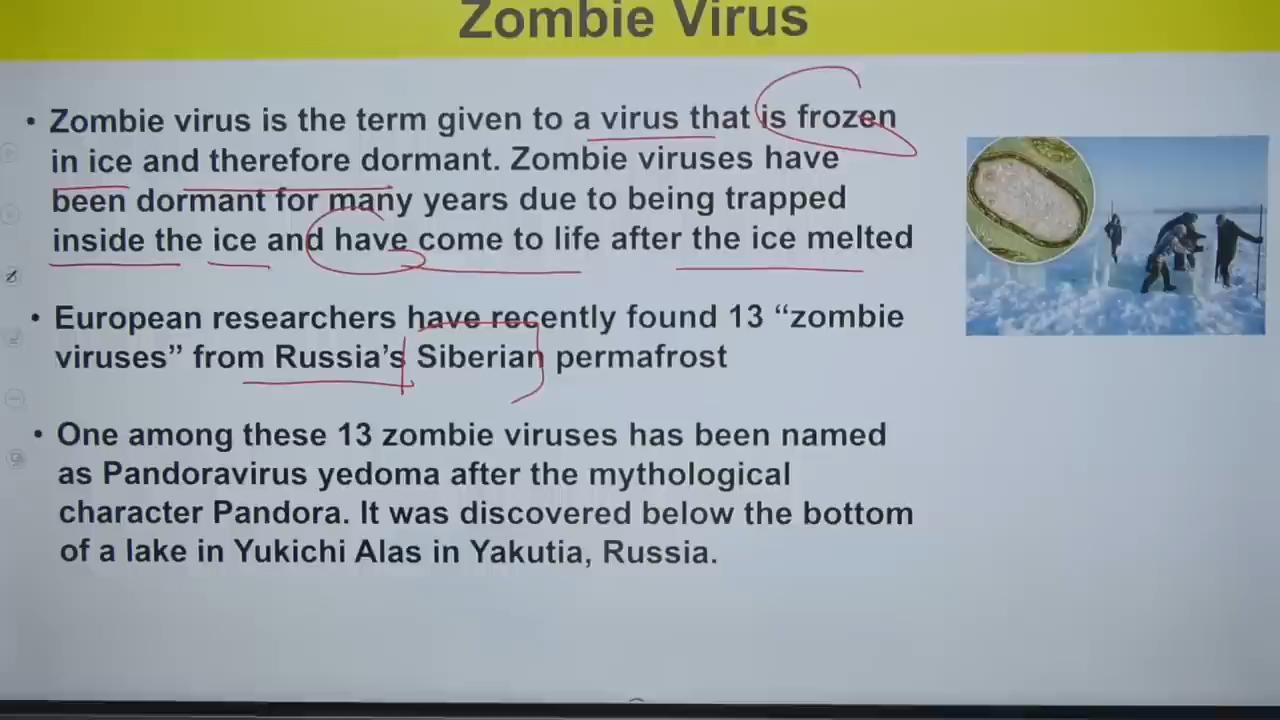 Zombie Virus
• Zombie virus is the term given to a virus that is frozen
in ice and therefore dormant. Zombie viruses have
been dormant for many years due to being trapped
inside the ice and have come to life after the ice melted
• European researchers have recently found 13 “zombie
viruses” from Russia’s Siberian permafrost
• One among these 13 zombie viruses has been named
as Pandoravirus yedoma after the mythological
character Pandora. It was discovered below the bottom
of a lake in Yukichi Alas in Yakutia, Russia.